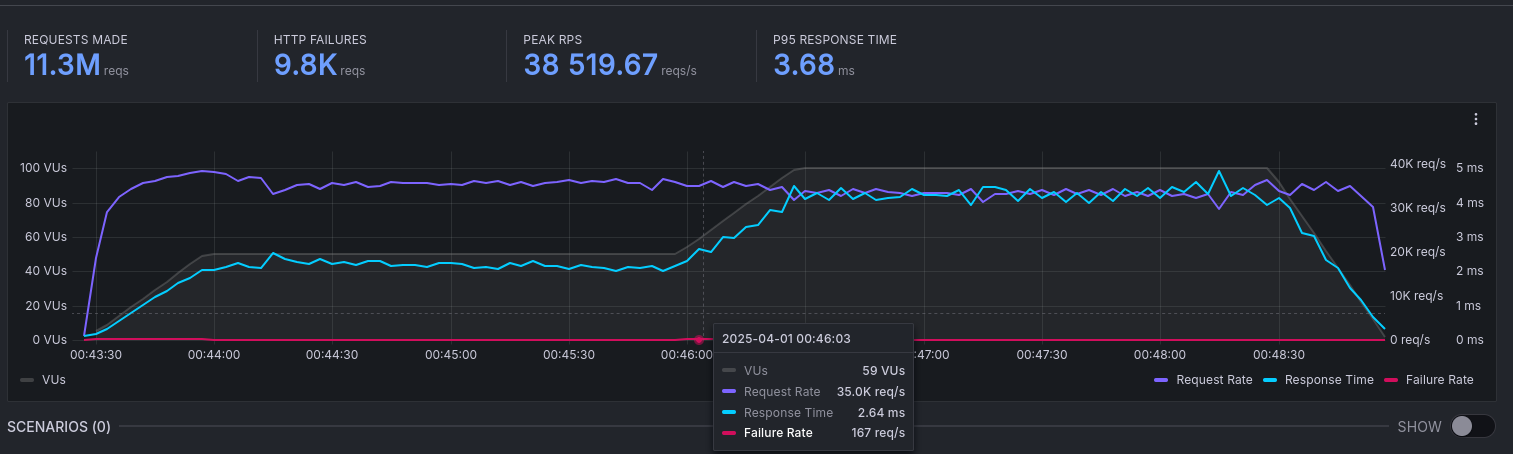 REQUESTS MADE HTTP FAILURES PEAK RPS P95 RESPONSE TIME
11.3M reqs 9.8K reqs 38 519.67 reqs/s 3.68 ms
100 VUs 40K req/s 5 ms
80 VUs 30K req/s 4 ms
60 VUs 3 ms
40 VUs 20K req/s 2 ms
20 VUs 10K req/s 1 ms
0 VUs 0 req/s 0 ms
00:43:30 00:44:00 00:44:30 00:45:00 00:45:30 00:46:00 :47:00 00:47:30 00:48:00 00:48:30
2025-04-01 00:46:03
VUs 59 VUs
Request Rate 35.0K req/s
Response Time 2.64 ms
Failure Rate 167 req/s
VUs Request Rate Response Time Failure Rate
SCENARIOS (0) SHOW